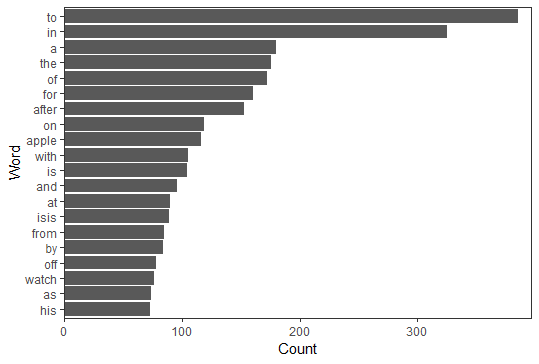 to
in
a
the
of
for
after
on
apple
with
is
and
at
isis
from
by
off
watch
as
his
Word
0 100 200 300
Count